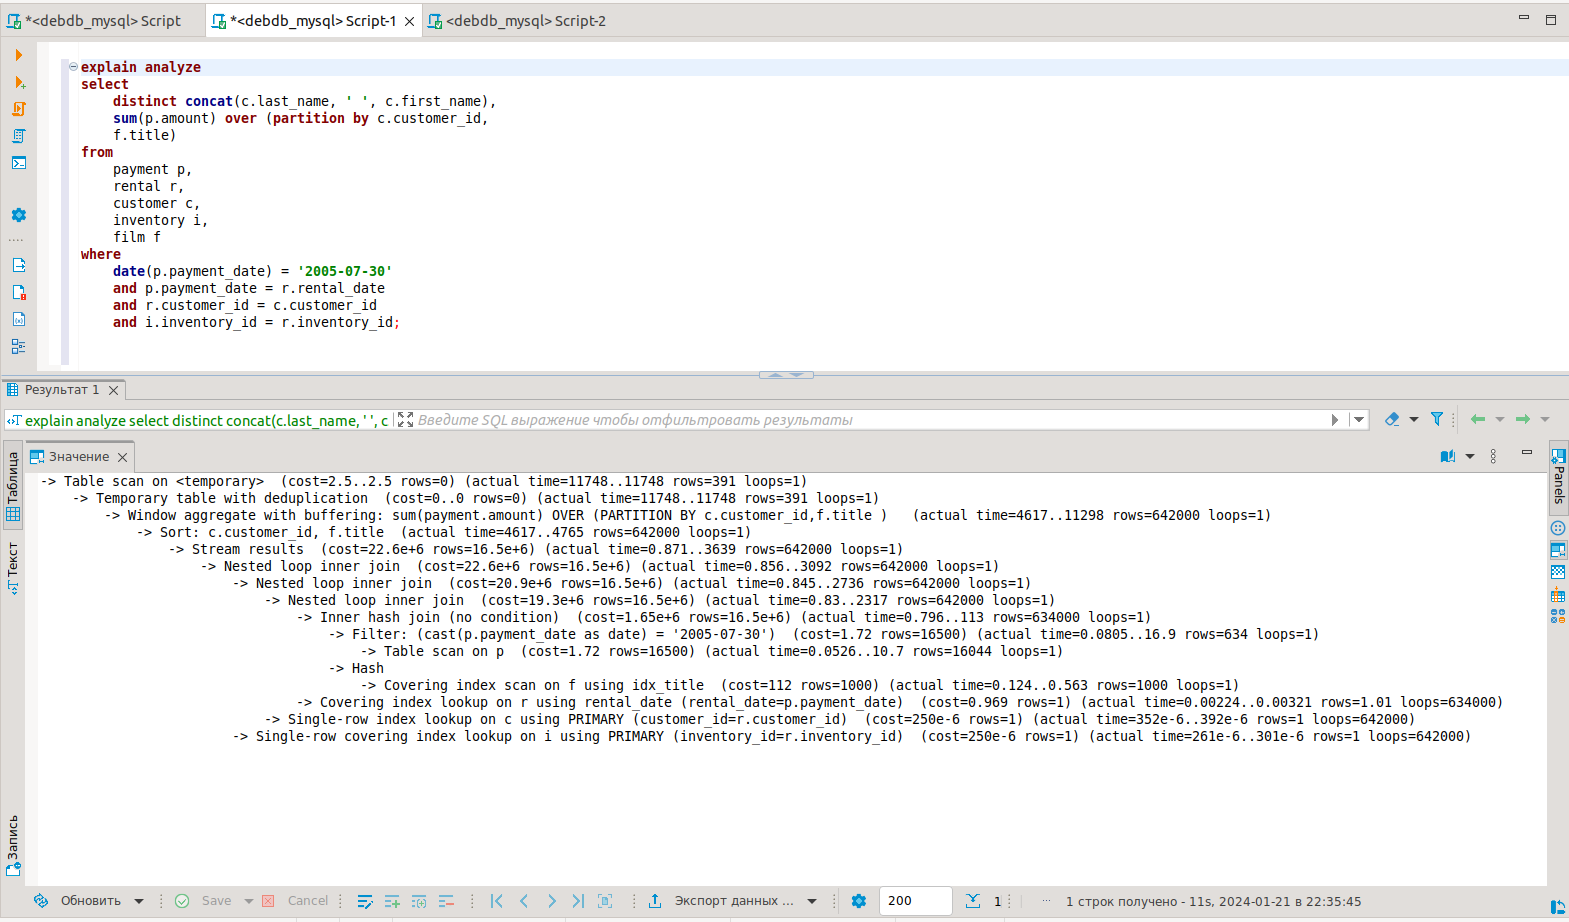 *<debdb_mysql> Script
*<debdb_mysql> Script-1
<debdb_mysql> Script-2
explain analyze
select
distinct concat(c.last_name, ' ', c.first_name),
sum(p.amount) over (partition by c.customer_id,
f.title)
from
payment p,
rental r,
customer c,
inventory i,
film f
where
date(p.payment_date) = '2005-07-30'
and p.payment_date = r.rental_date
and r.customer_id = c.customer_id
and i.inventory_id = r.inventory_id;
Результат 1
explain analyze select distinct concat(c.last_name, ' ', c
Введите SQL выражение чтобы отфильтровать результаты
Таблица
Текст
Запись
Значение
Panels
-> Table scan on <temporary>  (cost=2.5..2.5 rows=0) (actual time=11748..11748 rows=391 loops=1)
-> Temporary table with deduplication  (cost=0..0 rows=0) (actual time=11748..11748 rows=391 loops=1)
-> Window aggregate with buffering: sum(payment.amount) OVER (PARTITION BY c.customer_id,f.title )   (actual time=4617..11298 rows=642000 loops=1)
-> Sort: c.customer_id, f.title  (actual time=4617..4765 rows=642000 loops=1)
-> Stream results  (cost=22.6e+6 rows=16.5e+6) (actual time=0.871..3639 rows=642000 loops=1)
-> Nested loop inner join  (cost=22.6e+6 rows=16.5e+6) (actual time=0.856..3092 rows=642000 loops=1)
-> Nested loop inner join  (cost=20.9e+6 rows=16.5e+6) (actual time=0.845..2736 rows=642000 loops=1)
-> Nested loop inner join  (cost=19.3e+6 rows=16.5e+6) (actual time=0.83..2317 rows=642000 loops=1)
-> Inner hash join (no condition)  (cost=1.65e+6 rows=16.5e+6) (actual time=0.796..113 rows=634000 loops=1)
-> Filter: (cast(p.payment_date as date) = '2005-07-30')  (cost=1.72 rows=16500) (actual time=0.0805..16.9 rows=634 loops=1)
-> Table scan on p  (cost=1.72 rows=16500) (actual time=0.0526..10.7 rows=16044 loops=1)
-> Hash
-> Covering index scan on f using idx_title  (cost=112 rows=1000) (actual time=0.124..0.563 rows=1000 loops=1)
-> Covering index lookup on r using rental_date (rental_date=p.payment_date)  (cost=0.969 rows=1) (actual time=0.00224..0.00321 rows=1.01 loops=634000)
-> Single-row index lookup on c using PRIMARY (customer_id=r.customer_id)  (cost=250e-6 rows=1) (actual time=352e-6..392e-6 rows=1 loops=642000)
-> Single-row covering index lookup on i using PRIMARY (inventory_id=r.inventory_id)  (cost=250e-6 rows=1) (actual time=261e-6..301e-6 rows=1 loops=642000)
Обновить Save Cancel Экспорт данных ... 200 1 ... 1 строк получено - 11s, 2024-01-21 в 22:35:45